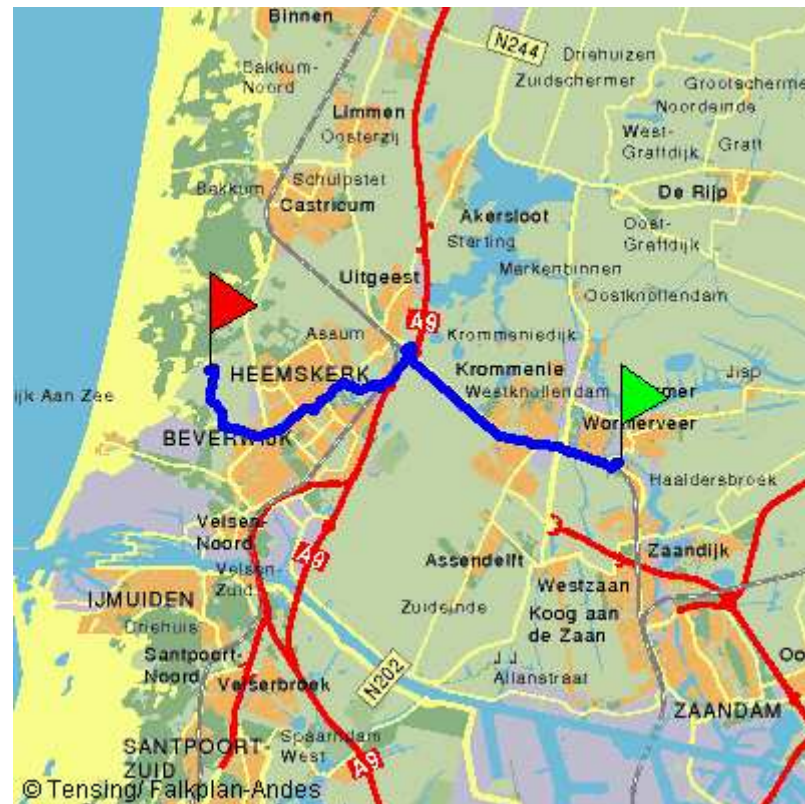 Binnen
N244
Driehuizen
Bakkum-
Noord
Zuidschermer
Grootscherme
Limmen
Noordeinde
Oosterzij
West-
Graftdijk
Graft
Bakkum
Schulpstet
De Rijp
Castricum
Akersloot
Oost-
Graftdijk
Starting
Markenbinnen
Uitgeest
Oostknollendam
A9
Assum
Krommeniedijk
HEEMSKERK
Krommenie
Jisp
ijk Aan Zee
Westknollendam
mer
Wormerveer
BEVERWIJK
Haaldersbroek
Velsen-
Noord
A9
Zaandijk
Velsen-
Zuid
Assendelft
Westzaan
IJMUIDEN
Zuideinde
Koog aan
de Zaan
Driehuis
Santpoort-
Noord
N202
J.J.
Allanstraat
Oo
Velserbroek
ZAANDAM
Spaarndam
West
SANTPOORT-
ZUID
A9
© Tensing/ Falkplan-Andes